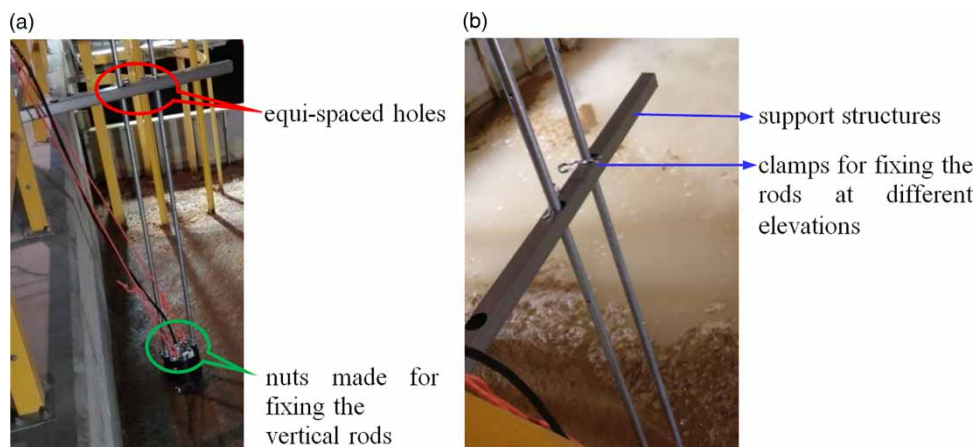 (a)
equi-spaced holes
nuts made for
fixing the
vertical rods
(b)
support structures
clamps for fixing the
rods at different
elevations